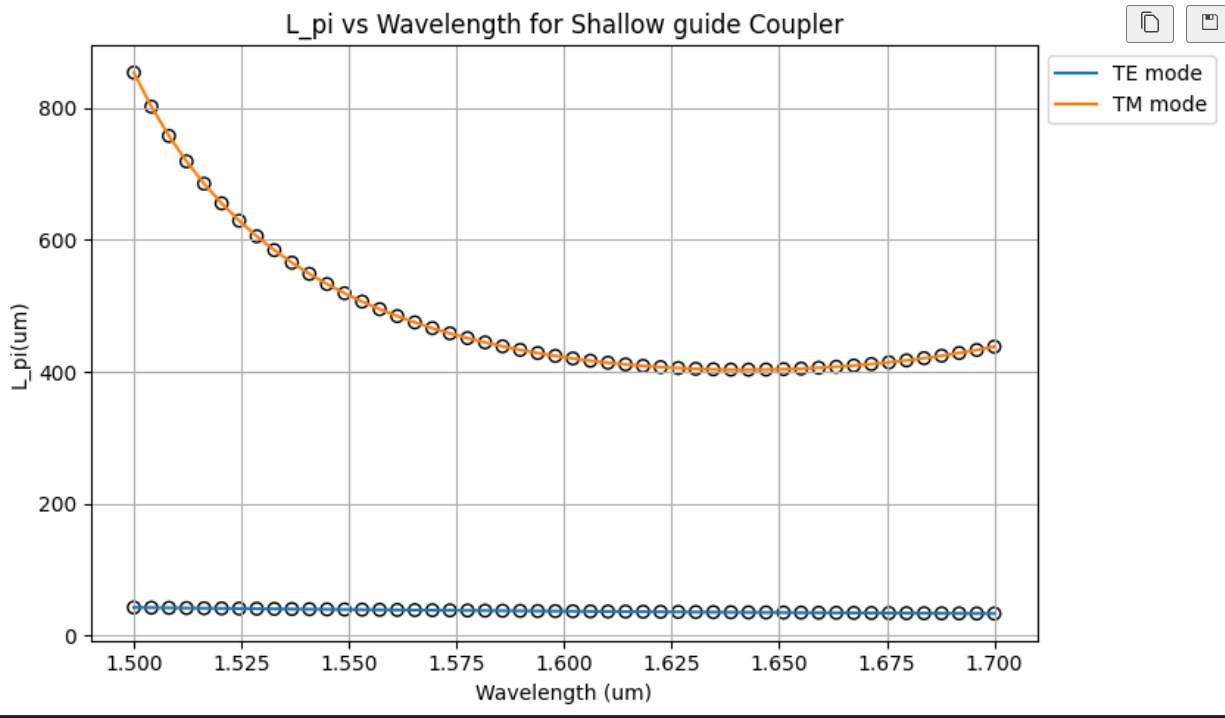 L_pi vs Wavelength for Shallow guide Coupler
TE mode
TM mode
800
600
400
200
0
L_pi(um)
1.500 1.525 1.550 1.575 1.600 1.625 1.650 1.675 1.700
Wavelength (um)